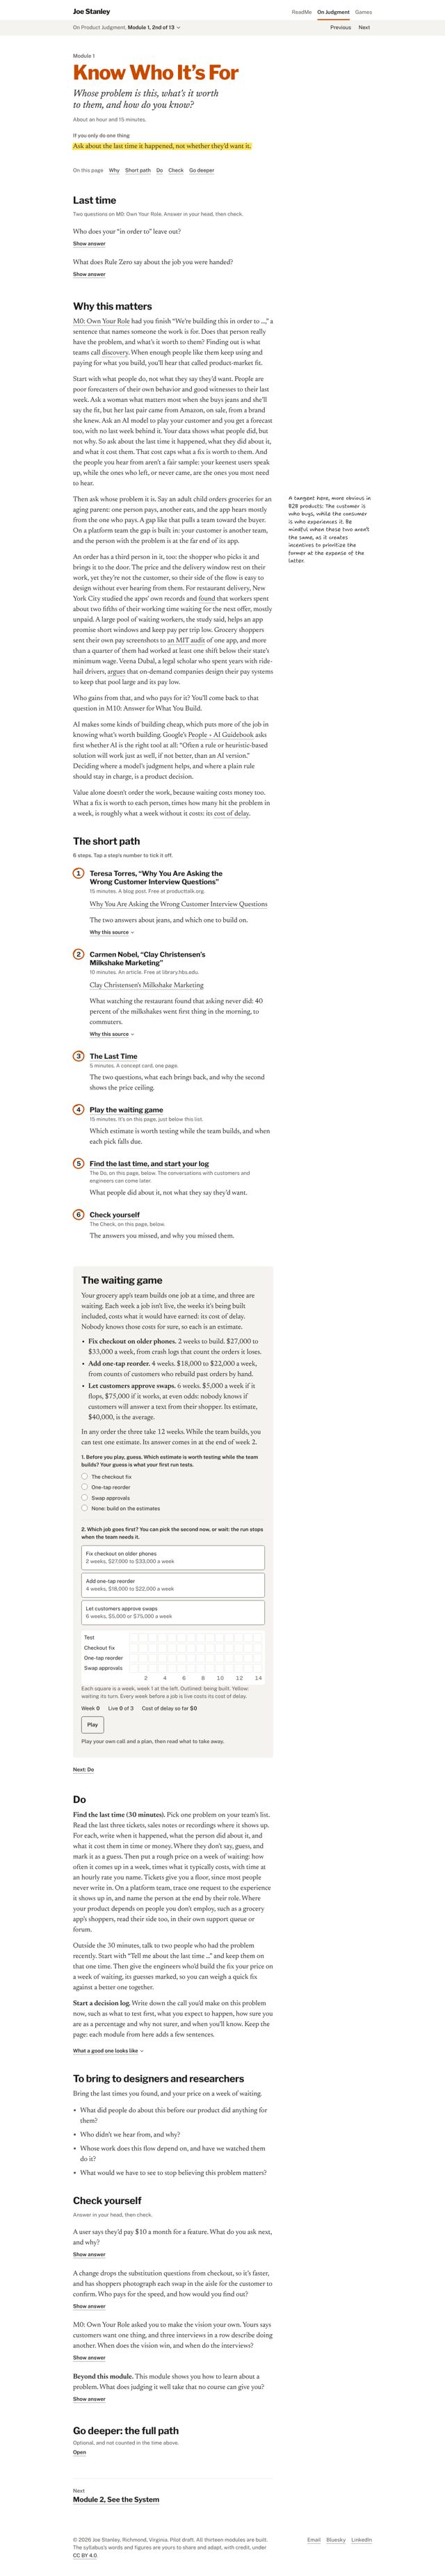 Joe Stanley
ReadMe On Judgment Games
On Product Judgment, Module 1, 2nd of 13
Previous Next
Module 1
Know Who It's For
Whose problem is this, what's it worth
to them, and how do you know?
About an hour and 15 minutes.
If you only do one thing
Ask about the last time it happened, not whether they'd want it.
On this page Why Short path Do Check Go deeper
Last time
Two questions on M0: Own Your Role. Answer in your head, then check.
Who does your “in order to” leave out?
Show answer
What does Rule Zero say about the job you were handed?
Show answer
Why this matters
M0: Own Your Role had you finish “We're building this in order to ...,” a
sentence that names someone the work is for. Does that person really
have the problem, and what's it worth to them? Finding out is what
teams call discovery. When enough people like them keep using and
paying for what you build, you'll hear that called product-market fit.
Start with what people do, not what they say they'd want. People are
poor forecasters of their own behavior and good witnesses to their last
week. Ask a woman what matters most when she buys jeans and she'll
say the fit, but her last pair came from Amazon, on sale, from a brand
she knew. Ask an AI model to play your customer and you get a forecast
too, with no last week behind it. Your data shows what people did, but
not why. So ask about the last time it happened, what they did about it,
and what it cost them. That cost caps what a fix is worth to them. And
the people you hear from aren't a fair sample: your keenest users speak
up, while the ones who left, or never came, are the ones you most need
to hear.
A tangent here, more obvious in
B2B products: The customer is
who buys, while the consumer
is who experiences it. Be
mindful when these two aren't
the same, as it creates
incentives to prioritize the
former at the expense of the
latter.
Then ask whose problem it is. Say an adult child orders groceries for an
aging parent: one person eats, another pays, and the app hears mostly
from the one who pays. A gap like that pulls a team toward the buyer.
On a platform team the gap is built in: your customer is another team,
and the person with the problem is at the far end of its app.
An order has a third person in it, too: the shopper who picks it and
brings it to the door. The price and the delivery window rest on their
work, yet they're not the customer, so their side of the flow is easy to
design without ever hearing from them. For restaurant delivery, New
York City studied the apps' own records and found that workers spent
about two fifths of their working time waiting for the next offer, mostly
unpaid. A large pool of waiting workers, the study said, helps an app
promise short windows and keep pay per trip low. Grocery shoppers
sent their own pay screenshots to an MIT audit of one app, and more
than a quarter of them had worked at least one shift below their state's
minimum wage. Veena Dubal, a legal scholar who spent years with ride-
hail drivers, argues that on-demand companies design their pay systems
to keep that pool large and its pay low.
Who gains from that, and who pays for it? You'll come back to that
question in M10: Answer for What You Build.
AI makes some kinds of building cheap, which puts more of the job in
knowing what's worth building. Google's People + AI Guidebook asks
first whether AI is the right tool at all: “Often a rule or heuristic-based
solution will work just as well, if not better, than an AI version.”
Deciding where a model's judgment helps, and where a plain rule
should stay in charge, is a product decision.
Value alone doesn't order the work, because waiting costs money too.
What a fix is worth to each person, times how many hit the problem in
a week, is roughly what a week without it costs: its cost of delay.
The short path
6 steps. Tap a step's number to tick it off.
1 Teresa Torres, “Why You Are Asking the
Wrong Customer Interview Questions”
15 minutes. A blog post. Free at producttalk.org.
Why You Are Asking the Wrong Customer Interview Questions
The two answers about jeans, and which one to build on.
Why this source
2 Carmen Nobel, “Clay Christensen's
Milkshake Marketing”
10 minutes. An article. Free at library.hbs.edu.
Clay Christensen's Milkshake Marketing
What watching the restaurant found that asking never did: 40
percent of the milkshakes went first thing in the morning, to
commuters.
Why this source
3 The Last Time
5 minutes. A concept card, one page.
The two questions, what each brings back, and why the second
shows the price ceiling.
4 Play the waiting game
15 minutes. It's on this page, just below this list.
Which estimate is worth testing while the team builds, and when
each pick falls due.
5 Find the last time, and start your log
The Do, on this page, below. The conversations with customers and
engineers can come later.
What people did about it, not what they say they'd want.
6 Check yourself
The Check, on this page, below.
The answers you missed, and why you missed them.
The waiting game
Your grocery app's team builds one job at a time, and three are
waiting. Each week a job isn't live, the weeks it's being built
included, costs what it would have earned: its cost of delay.
Nobody knows those costs for sure, so each is an estimate.
• Fix checkout on older phones. 2 weeks to build. $27,000 to
$33,000 a week, from crash logs that count the orders it loses.
• Add one-tap reorder. 4 weeks. $18,000 to $22,000 a week,
from counts of customers who rebuild past orders by hand.
• Let customers approve swaps. 6 weeks. $5,000 a week if it
flops, $75,000 if it works, at even odds: nobody knows if
customers will answer a text from their shopper. Its estimate,
$40,000, is the average.
In any order the three take 12 weeks. While the team builds, you
can test one estimate. Its answer comes in at the end of week 2.
1. Before you play, guess. Which estimate is worth testing while the team
builds? Your guess is what your first run tests.
The checkout fix
One-tap reorder
Swap approvals
None: build on the estimates
2. Which job goes first? You can pick the second now, or wait: the run stops
when the team needs it.
Fix checkout on older phones
2 weeks, $27,000 to $33,000 a week
Add one-tap reorder
4 weeks, $18,000 to $22,000 a week
Let customers approve swaps
6 weeks, $5,000 or $75,000 a week
Test
Checkout fix
One-tap reorder
Swap approvals
2 4 6 8 10 12 14
Each square is a week, week 1 at the left. Outlined: being built. Yellow:
waiting its turn. Every week before a job is live costs its cost of delay.
Week 0 Live 0 of 3 Cost of delay so far $0
Play
Play your own call and a plan, then read what to take away.
Next: Do
Do
Find the last time (30 minutes). Pick one problem on your team's list.
Read the last three tickets, sales notes or recordings where it shows up.
For each, write when it happened, what the person did about it, and
what it cost them in time or money. Where they don't say, guess, and
mark it as a guess. Then put a rough price on a week of waiting: how
often it comes up in a week, times what it typically costs, with time at
an hourly rate you name. Tickets give you a floor, since most people
never write in. On a platform team, trace one request to the experience
it shows up in, and name the person at the end by their role. Where
your product depends on people you don't employ, such as a grocery
app's shoppers, read their side too, in their own support queue or
forum.
Outside the 30 minutes, talk to two people who had the problem
recently. Start with “Tell me about the last time ...” and keep them on
that one time. Then give the engineers who'd build the fix your price on
a week of waiting, its guesses marked, so you can weigh a quick fix
against a better one together.
Start a decision log. Write down the call you'd make on this problem
now, such as what to test first, what you expect to happen, how sure you
are as a percentage and why not surer, and when you'll know. Keep the
page: each module from here adds a few sentences.
What a good one looks like
To bring to designers and researchers
Bring the last times you found, and your price on a week of waiting.
• What did people do about this before our product did anything for
them?
• Who didn't we hear from, and why?
• Whose work does this flow depend on, and have we watched them
do it?
• What would we have to see to stop believing this problem matters?
Check yourself
Answer in your head, then check.
A user says they'd pay $10 a month for a feature. What do you ask next,
and why?
Show answer
A change drops the substitution questions from checkout, so it's faster,
and has shoppers photograph each swap in the aisle for the customer to
confirm. Who pays for the speed, and how would you find out?
Show answer
M0: Own Your Role asked you to make the vision your own. Yours says
customers want one thing, and three interviews in a row describe doing
another. When does the vision win, and when do the interviews?
Show answer
Beyond this module. This module shows you how to learn about a
problem. What does judging it well take that no course can give you?
Show answer
Go deeper: the full path
Optional, and not counted in the time above.
Open
Next
Module 2, See the System
© 2026 Joe Stanley, Richmond, Virginia. Pilot draft. All thirteen modules are built.
The syllabus's words and figures are yours to share and adapt, with credit, under
CC BY 4.0.
Email Bluesky LinkedIn